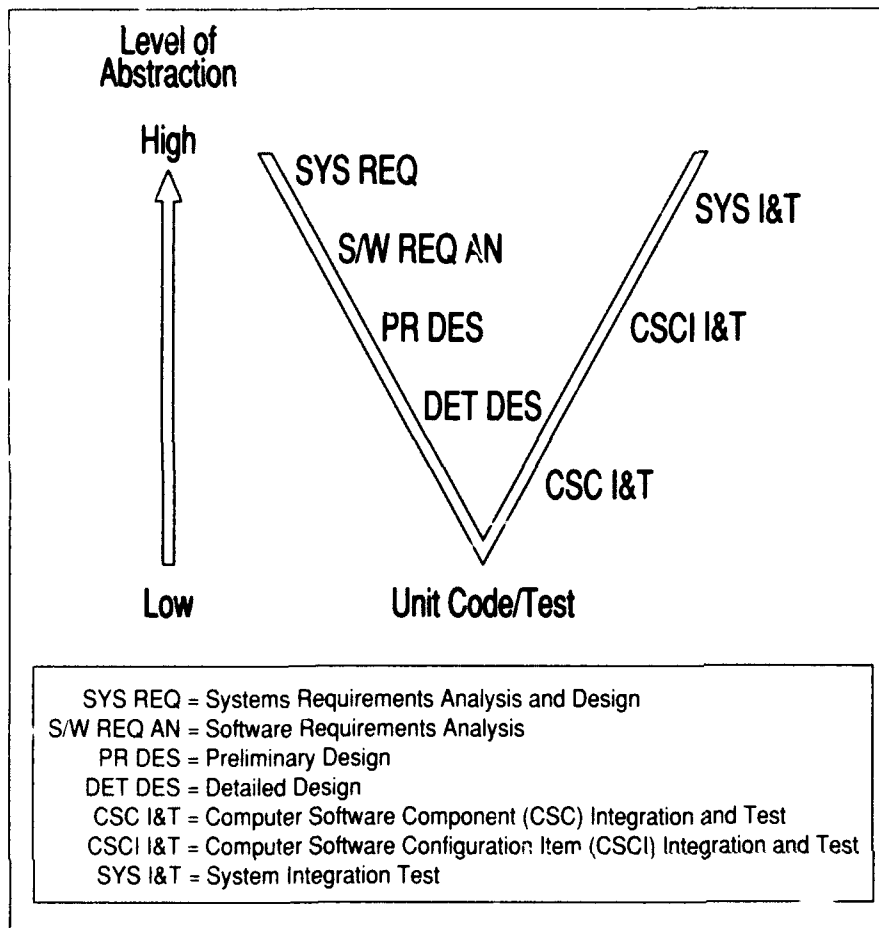 Level of
Abstraction
High
SYS REQ
SYS I&T
S/W REQ AN
PR DES
CSCI I&T
DET DES
CSC I&T
Low
Unit Code/Test
SYS REQ = Systems Requirements Analysis and Design
S/W REQ AN = Software Requirements Analysis
PR DES = Preliminary Design
DET DES = Detailed Design
CSC I&T = Computer Software Component (CSC) Integration and Test
CSCI I&T = Computer Software Configuration Item (CSCI) Integration and Test
SYS I&T = System Integration Test